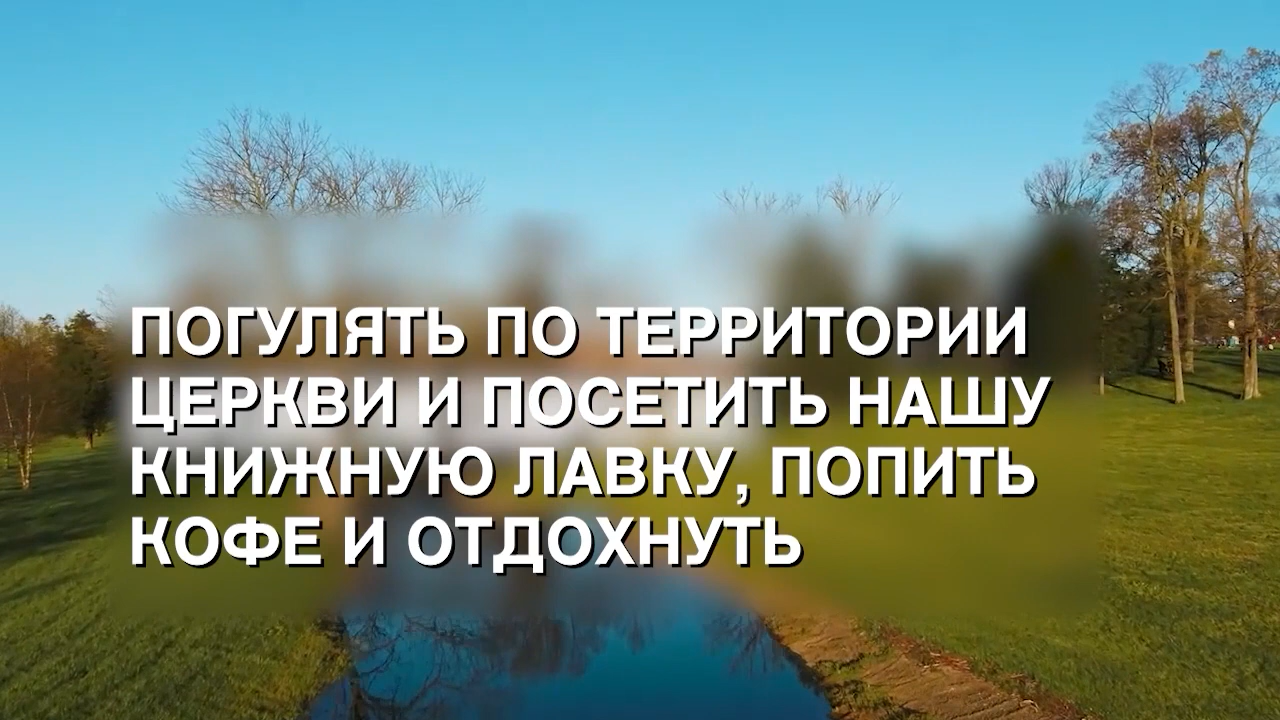 ПОГУЛЯТЬ ПО ТЕРРИТОРИИ
ЦЕРКВИ И ПОСЕТИТЬ НАШУ
КНИЖНУЮ ЛАВКУ, ПОПИТЬ
КОФЕ И ОТДОХНУТЬ